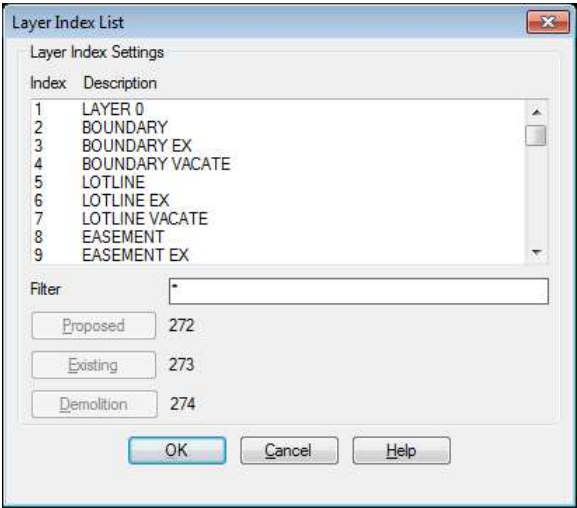 Layer Index List
Layer Index Settings
Index Description
1 LAYER 0
2 BOUNDARY
3 BOUNDARY EX
4 BOUNDARY VACATE
5 LOTLINE
6 LOTLINE EX
7 LOTLINE VACATE
8 EASEMENT
9 EASEMENT EX
Filter *
Proposed 272
Existing 273
Demolition 274
OK Cancel Help